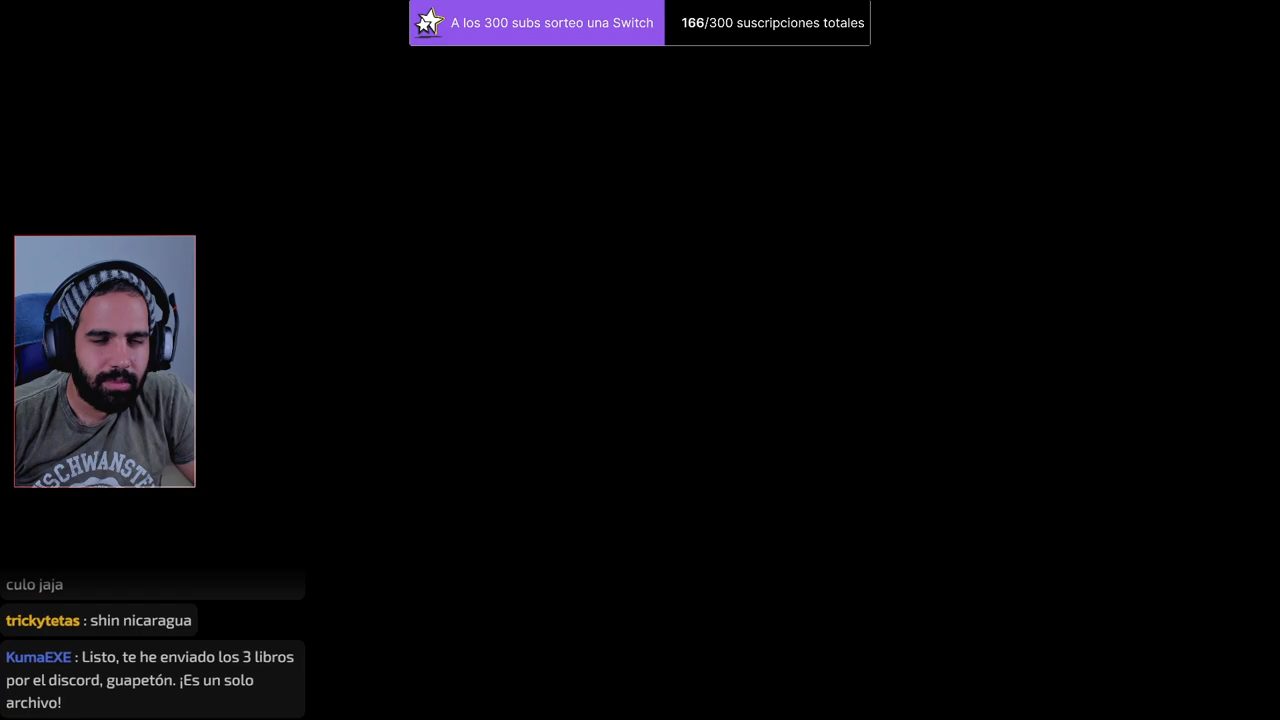 A los 300 subs sorteo una Switch
166/300 suscripciones totales
culo jaja
trickytetas : shin nicaragua
KumaEXE : Listo, te he enviado los 3 libros
por el discord, guapetón. ¡Es un solo
archivo!